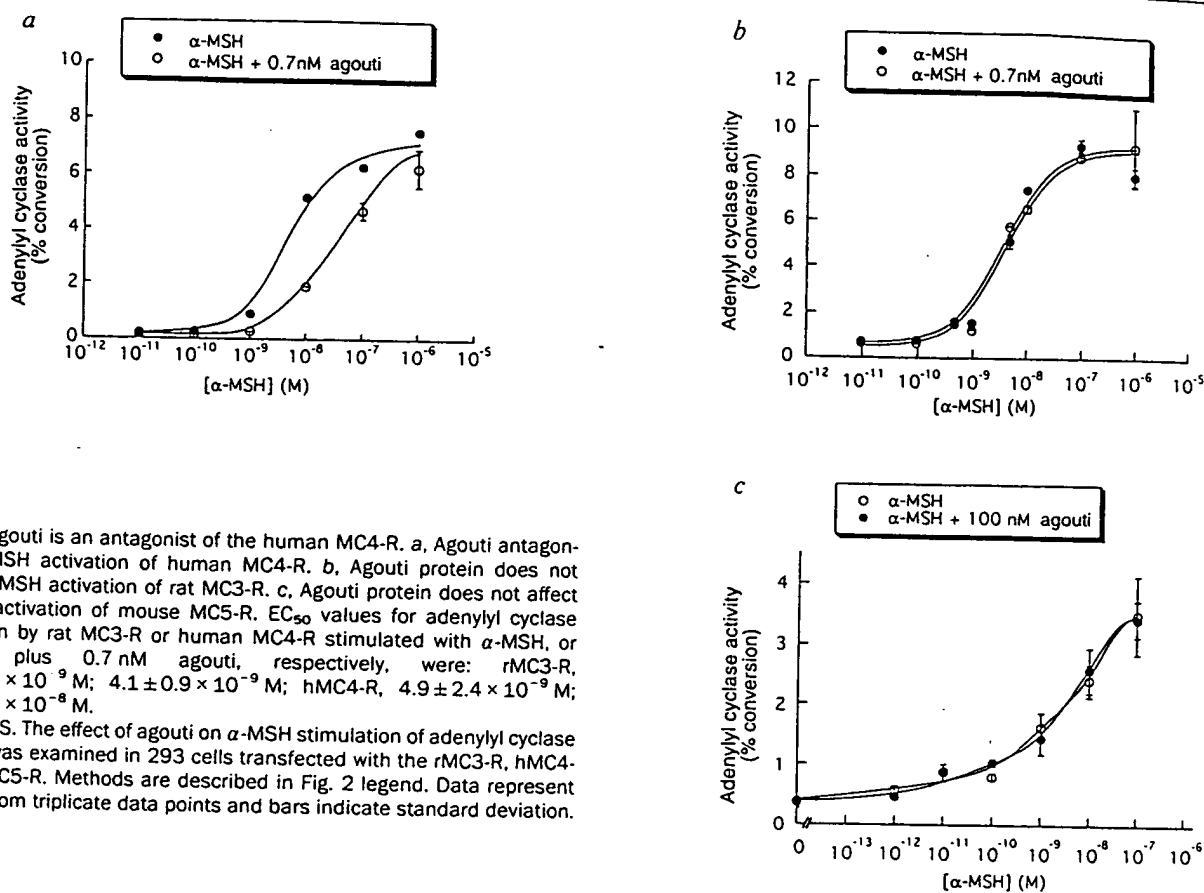 a
α-MSH
α-MSH + 0.7nM agouti
Adenylyl cyclase activity
(% conversion)
10
8
6
4
2
0
10⁻¹² 10⁻¹¹ 10⁻¹⁰ 10⁻⁹ 10⁻⁸ 10⁻⁷ 10⁻⁶ 10⁻⁵
[α-MSH] (M)
b
α-MSH
α-MSH + 0.7nM agouti
Adenylyl cyclase activity
(% conversion)
12
10
8
6
4
2
0
10⁻¹² 10⁻¹¹ 10⁻¹⁰ 10⁻⁹ 10⁻⁸ 10⁻⁷ 10⁻⁶ 10⁻⁵
[α-MSH] (M)
c
α-MSH
α-MSH + 100 nM agouti
Adenylyl cyclase activity
(% conversion)
4
3
2
1
0
0 10⁻¹³ 10⁻¹² 10⁻¹¹ 10⁻¹⁰ 10⁻⁹ 10⁻⁸ 10⁻⁷ 10⁻⁶
[α-MSH] (M)
gouti is an antagonist of the human MC4-R. a, Agouti antagon-
MSH activation of human MC4-R. b, Agouti protein does not
MSH activation of rat MC3-R. c, Agouti protein does not affect
activation of mouse MC5-R. EC₅₀ values for adenylyl cyclase
n by rat MC3-R or human MC4-R stimulated with α-MSH, or
plus 0.7 nM agouti, respectively, were: rMC3-R,
× 10⁻⁹ M; 4.1 ± 0.9 × 10⁻⁹ M; hMC4-R, 4.9 ± 2.4 × 10⁻⁹ M;
× 10⁻⁸ M.
S. The effect of agouti on α-MSH stimulation of adenylyl cyclase
was examined in 293 cells transfected with the rMC3-R, hMC4-
C5-R. Methods are described in Fig. 2 legend. Data represent
om triplicate data points and bars indicate standard deviation.